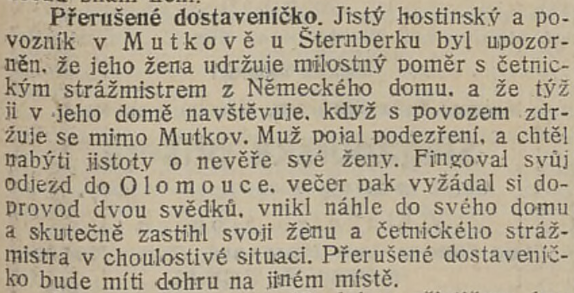 Přerušené dostaveníčko. Jistý hostinský a po-
vozník v Mutkově u Šternberku byl upozor-
něn, že jeho žena udržuje milostný poměr s četnic-
kým strážmistrem z Německého domu, a že týž
ji v jeho domě navštěvuje, když s povozem zdr-
žuje se mimo Mutkov. Muž pojal podezření, a chtěl
nabýti jistoty o nevěře své ženy. Fingoval svůj
odjezd do Olomouce, večer pak vyžádal si do-
provod dvou svědků, vnikl náhle do svého domu
a skutečně zastihl svoji ženu a četnického stráž-
mistra v choulostivé situaci. Přerušené dostaveníč-
ko bude míti dohru na jiném místě.